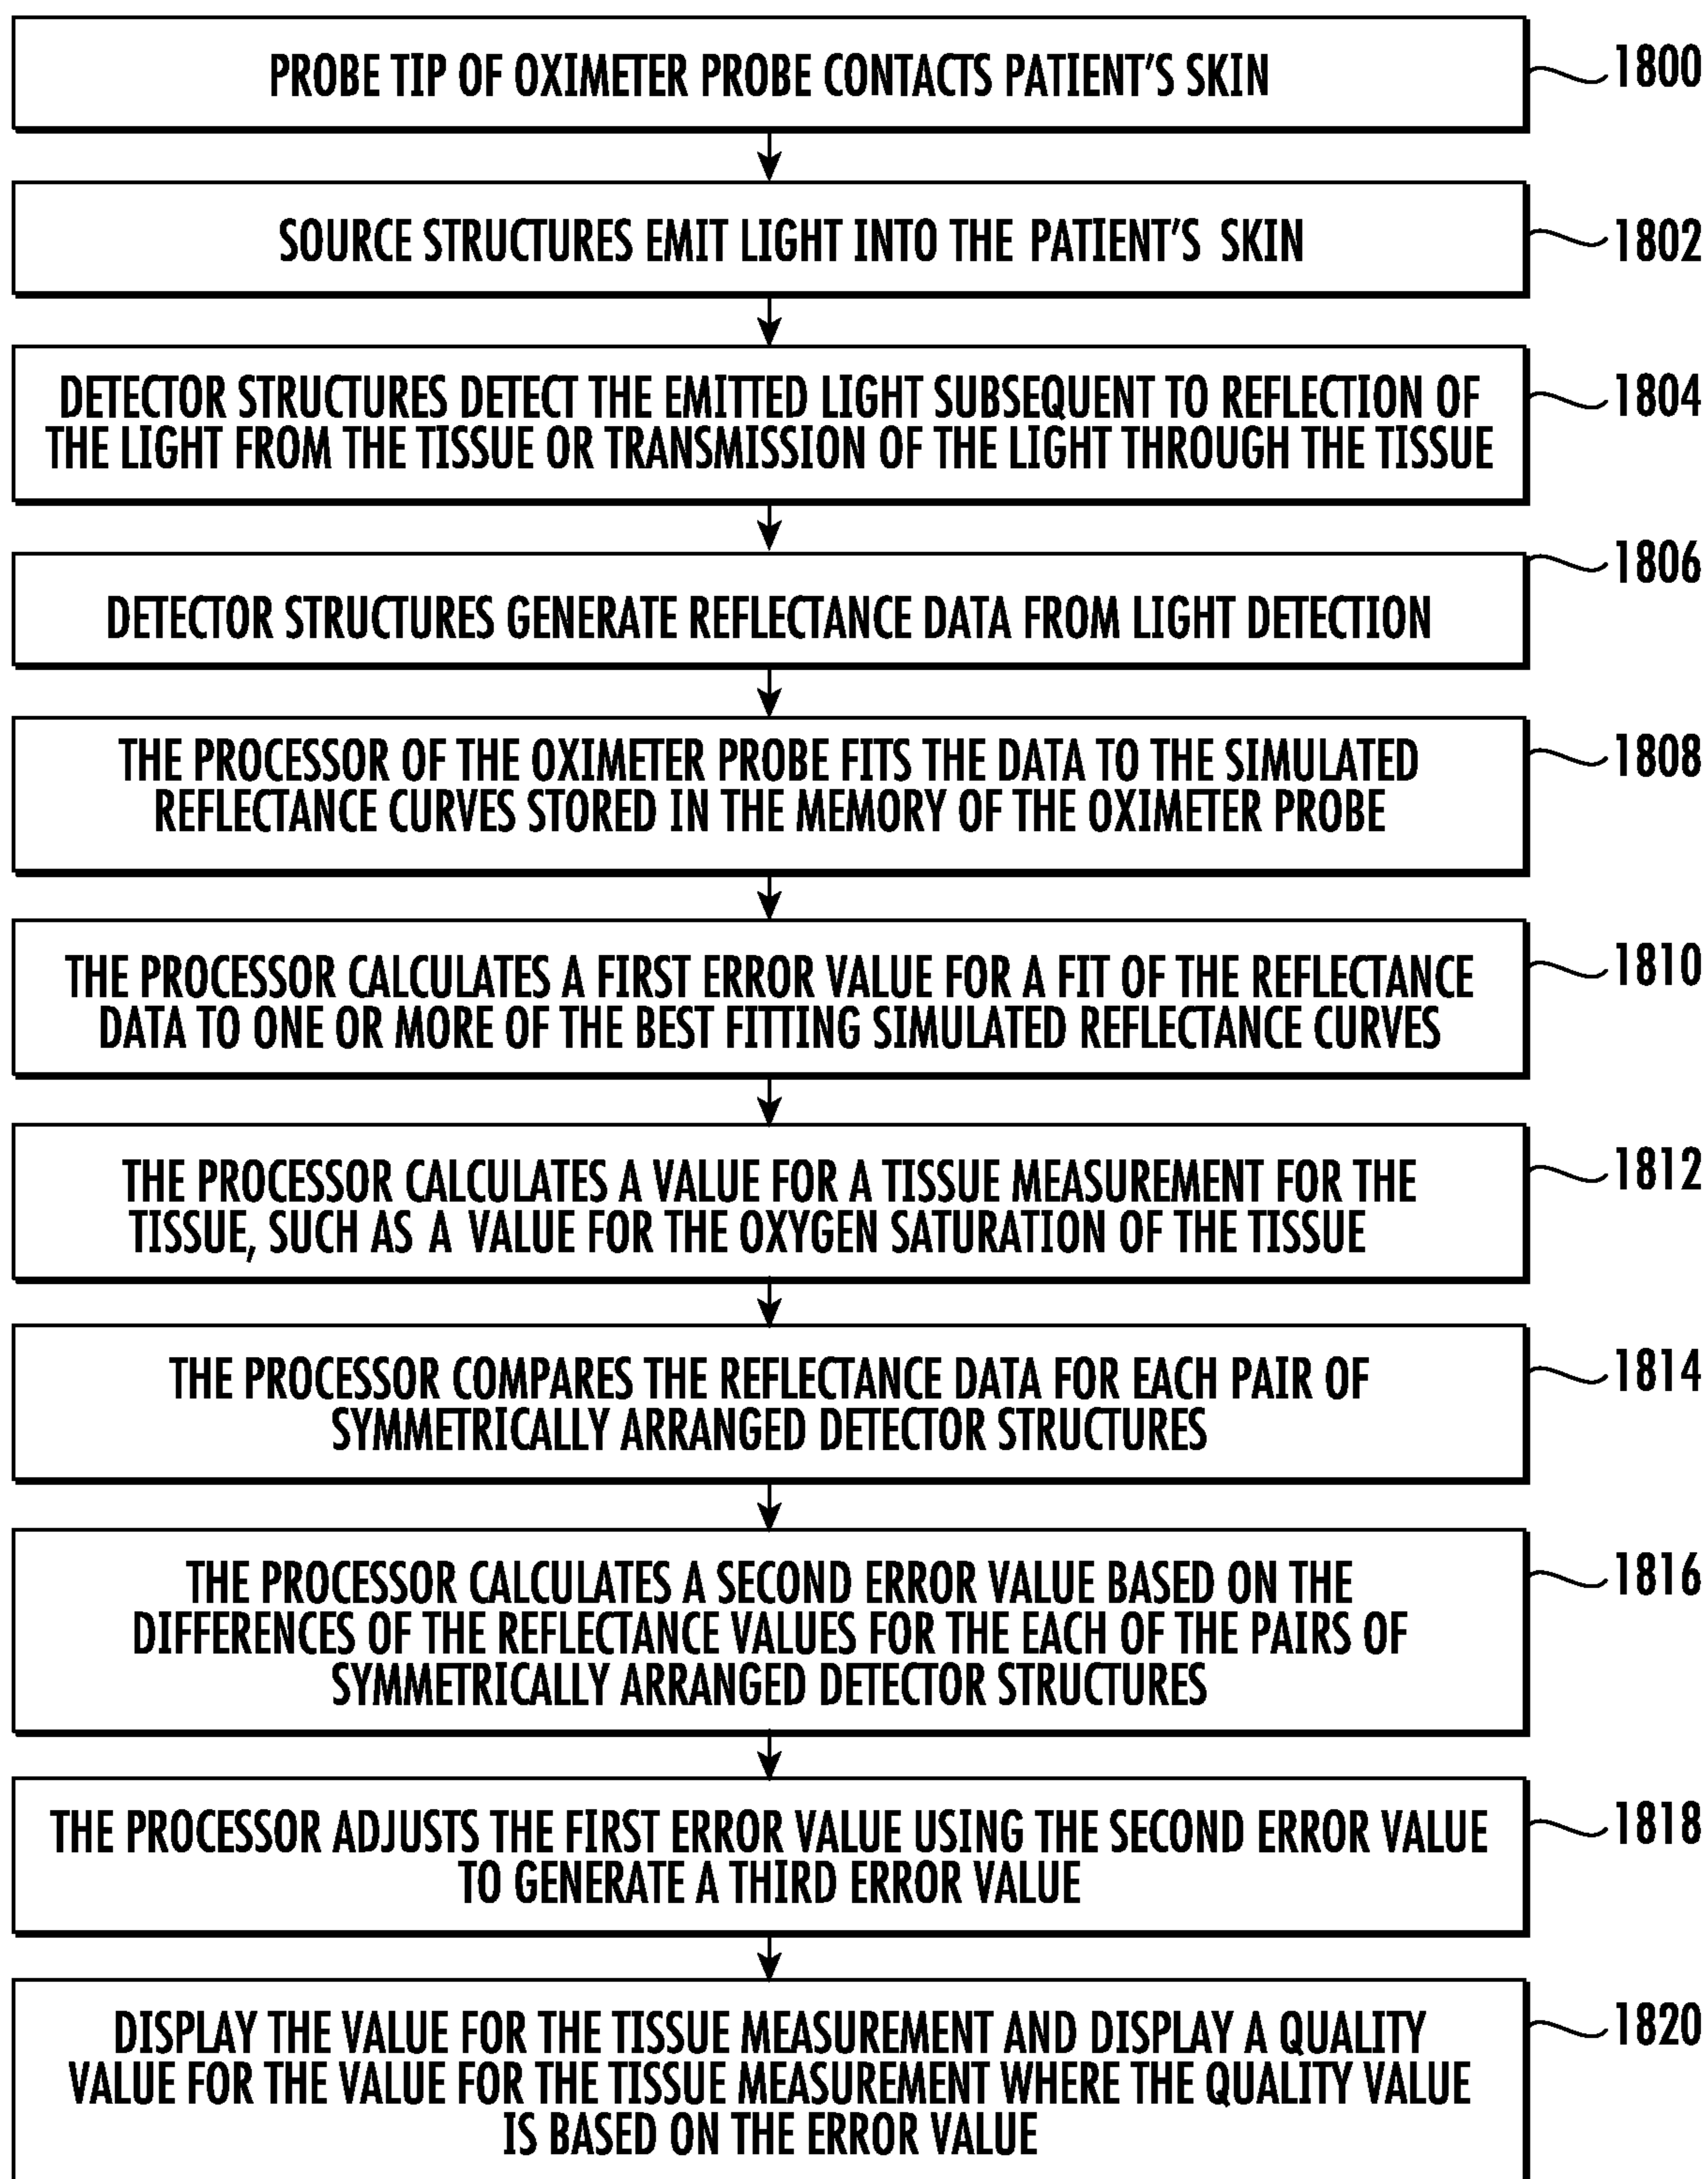 PROBE TIP OF OXIMETER PROBE CONTACTS PATIENT'S SKIN
1800
SOURCE STRUCTURES EMIT LIGHT INTO THE PATIENT'S SKIN
1802
DETECTOR STRUCTURES DETECT THE EMITTED LIGHT SUBSEQUENT TO REFLECTION OF
THE LIGHT FROM THE TISSUE OR TRANSMISSION OF THE LIGHT THROUGH THE TISSUE
1804
DETECTOR STRUCTURES GENERATE REFLECTANCE DATA FROM LIGHT DETECTION
1806
THE PROCESSOR OF THE OXIMETER PROBE FITS THE DATA TO THE SIMULATED
REFLECTANCE CURVES STORED IN THE MEMORY OF THE OXIMETER PROBE
1808
THE PROCESSOR CALCULATES A FIRST ERROR VALUE FOR A FIT OF THE REFLECTANCE
DATA TO ONE OR MORE OF THE BEST FITTING SIMULATED REFLECTANCE CURVES
1810
THE PROCESSOR CALCULATES A VALUE FOR A TISSUE MEASUREMENT FOR THE
TISSUE, SUCH AS A VALUE FOR THE OXYGEN SATURATION OF THE TISSUE
1812
THE PROCESSOR COMPARES THE REFLECTANCE DATA FOR EACH PAIR OF
SYMMETRICALLY ARRANGED DETECTOR STRUCTURES
1814
THE PROCESSOR CALCULATES A SECOND ERROR VALUE BASED ON THE
DIFFERENCES OF THE REFLECTANCE VALUES FOR THE EACH OF THE PAIRS OF
SYMMETRICALLY ARRANGED DETECTOR STRUCTURES
1816
THE PROCESSOR ADJUSTS THE FIRST ERROR VALUE USING THE SECOND ERROR VALUE
TO GENERATE A THIRD ERROR VALUE
1818
DISPLAY THE VALUE FOR THE TISSUE MEASUREMENT AND DISPLAY A QUALITY
VALUE FOR THE VALUE FOR THE TISSUE MEASUREMENT WHERE THE QUALITY VALUE
IS BASED ON THE ERROR VALUE
1820